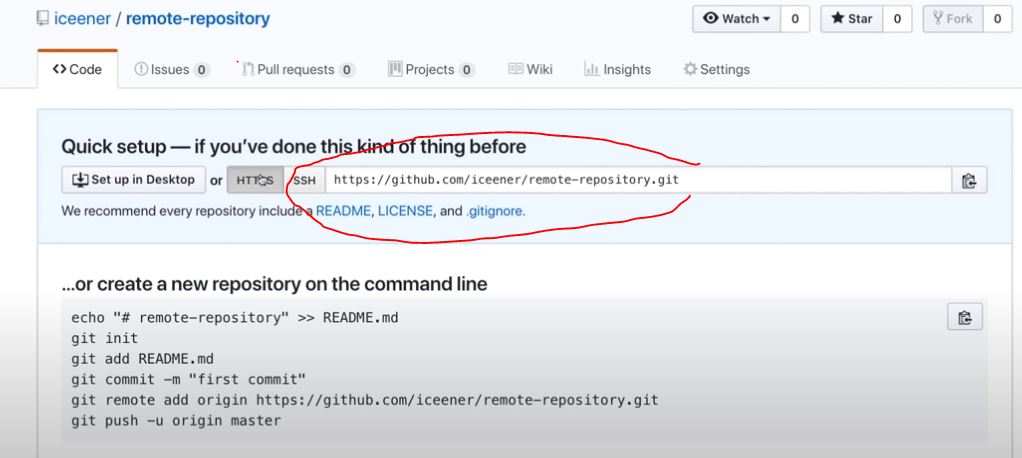 iceener / remote-repository
Watch 0 Star 0 Fork 0
Code Issues 0 Pull requests 0 Projects 0 Wiki Insights Settings
Quick setup — if you've done this kind of thing before
Set up in Desktop or HTTPS SSH https://github.com/iceener/remote-repository.git
We recommend every repository include a README, LICENSE, and .gitignore.
...or create a new repository on the command line
echo "# remote-repository" >> README.md
git init
git add README.md
git commit -m "first commit"
git remote add origin https://github.com/iceener/remote-repository.git
git push -u origin master